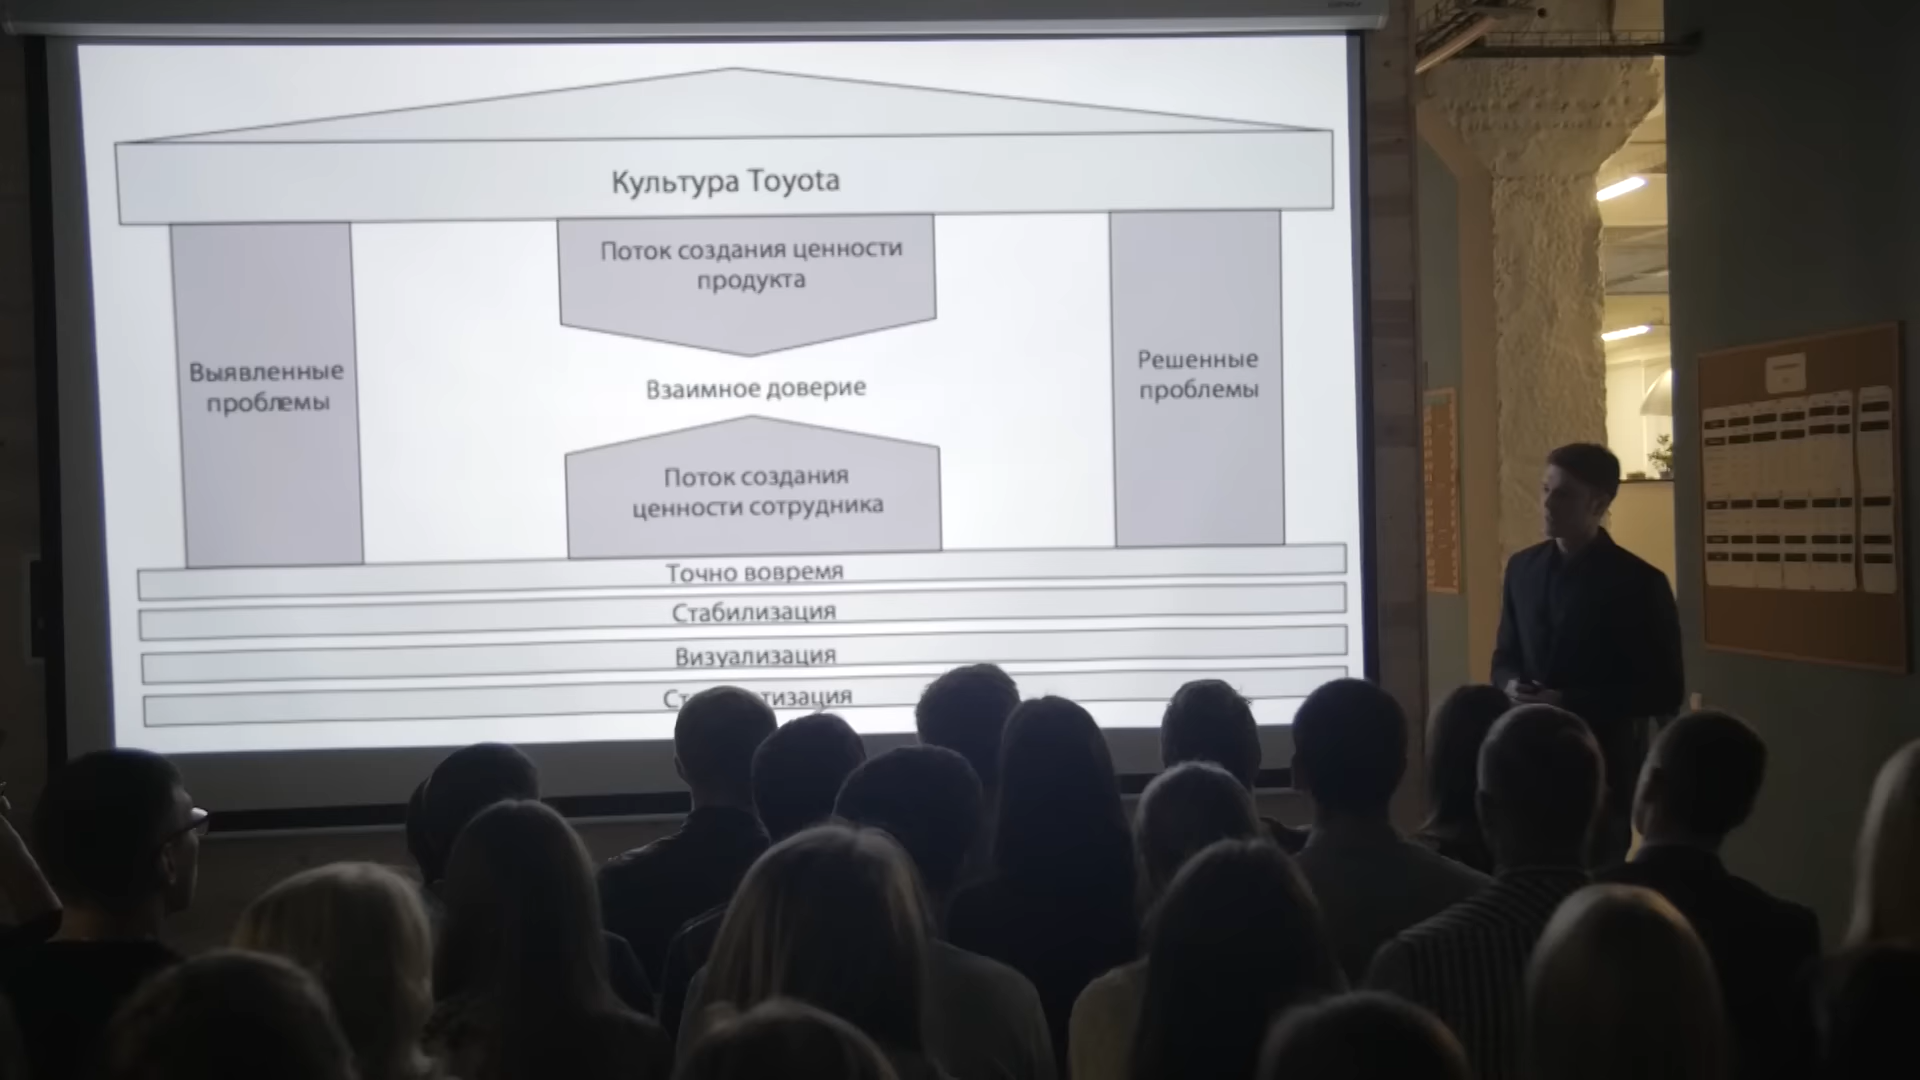 Культура Toyota
Поток создания ценности
продукта
Выявленные
проблемы
Взаимное доверие
Решенные
проблемы
Поток создания
ценности сотрудника
Точно вовремя
Стабилизация
Визуализация